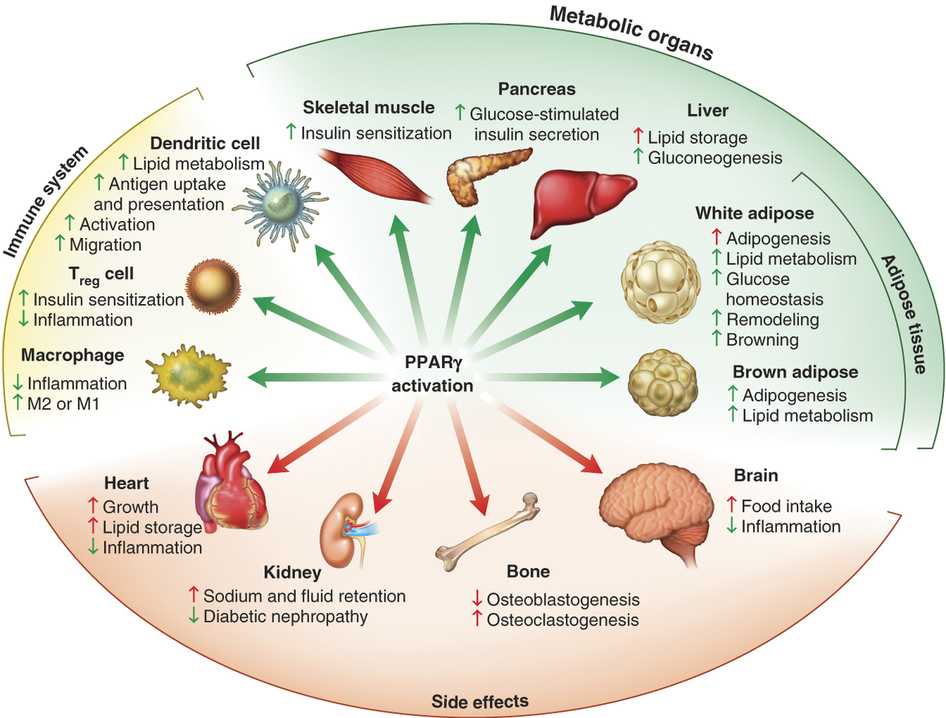 Metabolic organs
Immune system
Adipose tissue
Skeletal muscle
↑ Insulin sensitization
Pancreas
↑ Glucose-stimulated
insulin secretion
Liver
↑ Lipid storage
↑ Gluconeogenesis
Dendritic cell
↑ Lipid metabolism
↑ Antigen uptake
and presentation
↑ Activation
↑ Migration
Treg cell
↑ Insulin sensitization
↓ Inflammation
Macrophage
↓ Inflammation
↑ M2 or M1
White adipose
↑ Adipogenesis
↑ Lipid metabolism
↑ Glucose
homeostasis
↑ Remodeling
↑ Browning
Brown adipose
↑ Adipogenesis
↑ Lipid metabolism
PPARγ
activation
Heart
↑ Growth
↑ Lipid storage
↓ Inflammation
Kidney
↑ Sodium and fluid retention
↓ Diabetic nephropathy
Bone
↓ Osteoblastogenesis
↑ Osteoclastogenesis
Brain
↑ Food intake
↓ Inflammation
Side effects